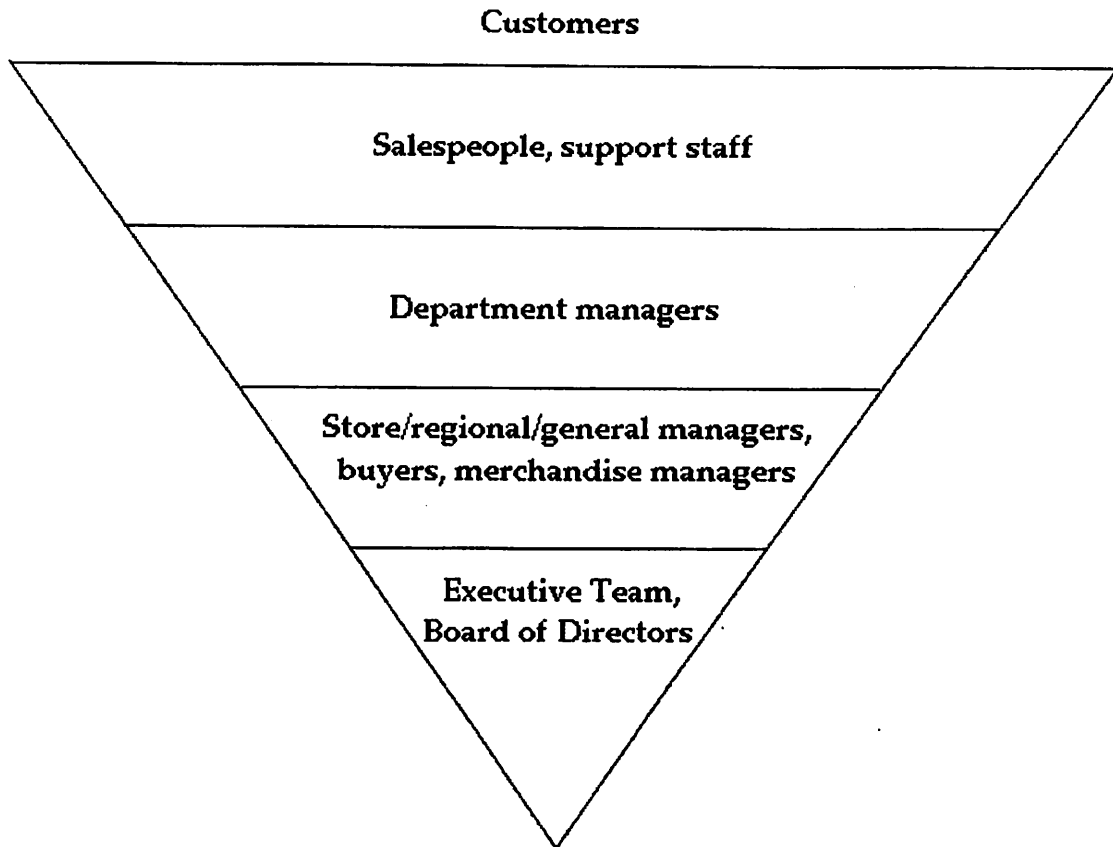 Customers
Salespeople, support staff
Department managers
Store/regional/general managers,
buyers, merchandise managers
Executive Team,
Board of Directors